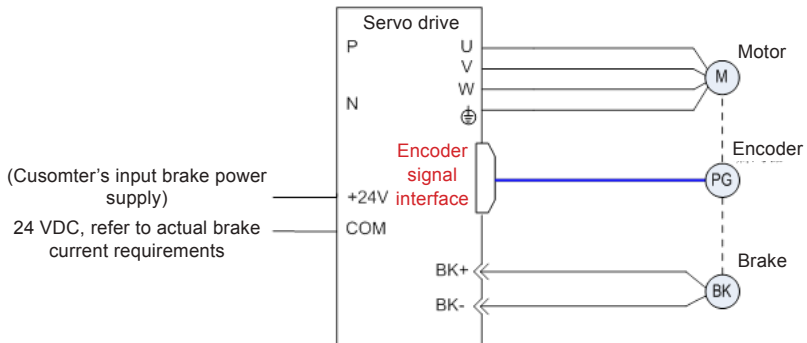 Servo drive
P
U
V
W
N
Motor
M
Encoder
signal
interface
Encoder
PG
(Cusomter's input brake power
supply)
+24V
24 VDC, refer to actual brake
current requirements
COM
BK+
BK-
Brake
BK